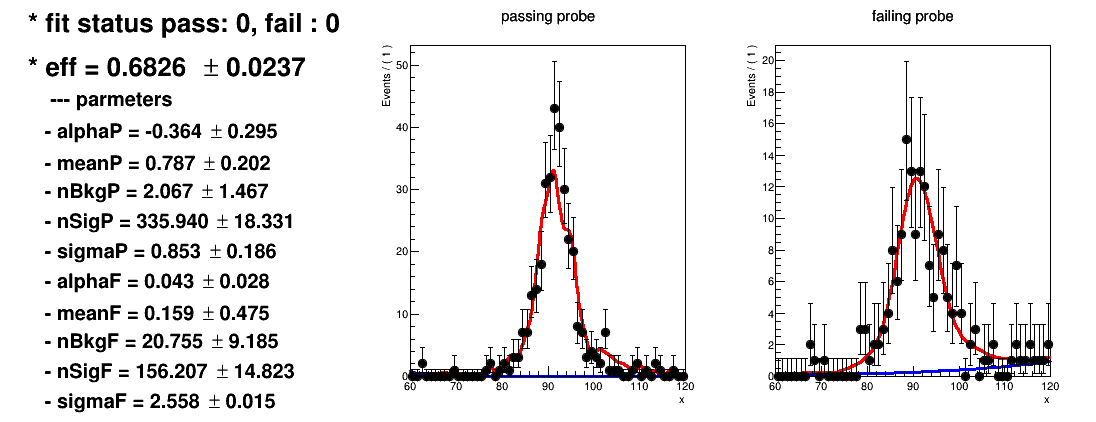 * fit status pass: 0, fail : 0
* eff = 0.6826 ± 0.0237
--- parmeters
- alphaP = -0.364 ± 0.295
- meanP = 0.787 ± 0.202
- nBkgP = 2.067 ± 1.467
- nSigP = 335.940 ± 18.331
- sigmaP = 0.853 ± 0.186
- alphaF = 0.043 ± 0.028
- meanF = 0.159 ± 0.475
- nBkgF = 20.755 ± 9.185
- nSigF = 156.207 ± 14.823
- sigmaF = 2.558 ± 0.015
passing probe
Events / ( 1 )
50
40
30
20
10
0
60 70 80 90 100 110 120
x
failing probe
Events / ( 1 )
20
18
16
14
12
10
8
6
4
2
0
60 70 80 90 100 110 120
x